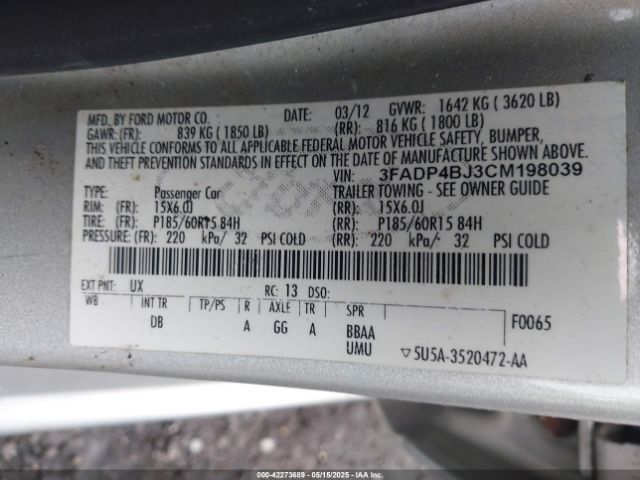 MFD. BY FORD MOTOR CO. DATE: 03/12 GVWR: 1642 KG ( 3620 LB)
GAWR: (FR): 839 KG ( 1850 LB) (RR): 816 KG ( 1800 LB)
THIS VEHICLE CONFORMS TO ALL APPLICABLE FEDERAL MOTOR VEHICLE SAFETY, BUMPER,
AND THEFT PREVENTION STANDARDS IN EFFECT ON THE DATE OF MANUFACTURE SHOWN ABOVE.
VIN: 3FADP4BJ3CM198039
TYPE: Passenger Car TRAILER TOWING - SEE OWNER GUIDE
RIM: (FR): 15X6.0J (RR): 15X6.0J
TIRE: (FR): P185/60R15 84H (RR): P185/60R15 84H
PRESSURE: (FR): 220 kPa/ 32 PSI COLD (RR): 220 kPa/ 32 PSI COLD
EXT PNT: UX RC: 13 DSO:
WB INT TR TP/PS R AXLE TR SPR
DB A GG A BBAA F0065
UMU ▽5U5A-3520472-AA
000-42273689 05/15/2025 IAAI.CA